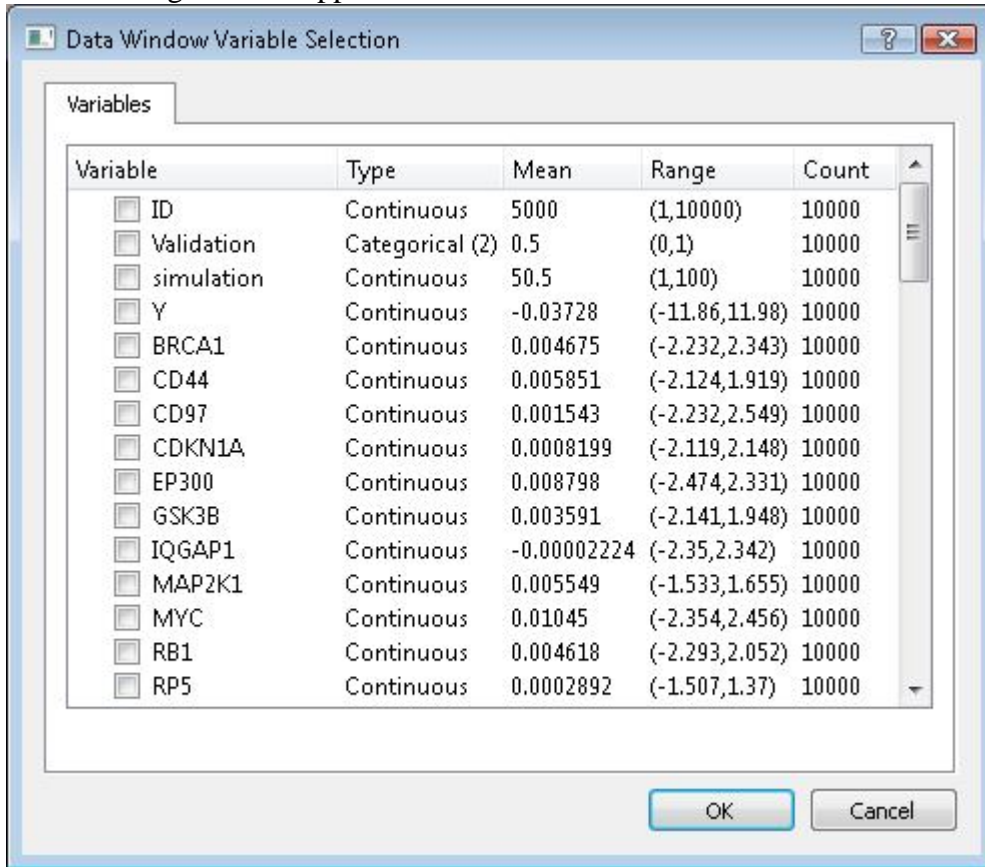 Data Window Variable Selection
Variables
Variable Type Mean Range Count
ID Continuous 5000 (1,10000) 10000
Validation Categorical (2) 0.5 (0,1) 10000
simulation Continuous 50.5 (1,100) 10000
Y Continuous -0.03728 (-11.86,11.98) 10000
BRCA1 Continuous 0.004675 (-2.232,2.343) 10000
CD44 Continuous 0.005851 (-2.124,1.919) 10000
CD97 Continuous 0.001543 (-2.232,2.549) 10000
CDKN1A Continuous 0.0008199 (-2.119,2.148) 10000
EP300 Continuous 0.008798 (-2.474,2.331) 10000
GSK3B Continuous 0.003591 (-2.141,1.948) 10000
IQGAP1 Continuous -0.00002224 (-2.35,2.342) 10000
MAP2K1 Continuous 0.005549 (-1.533,1.655) 10000
MYC Continuous 0.01045 (-2.354,2.456) 10000
RB1 Continuous 0.004618 (-2.293,2.052) 10000
RP5 Continuous 0.0002892 (-1.507,1.37) 10000
OK Cancel